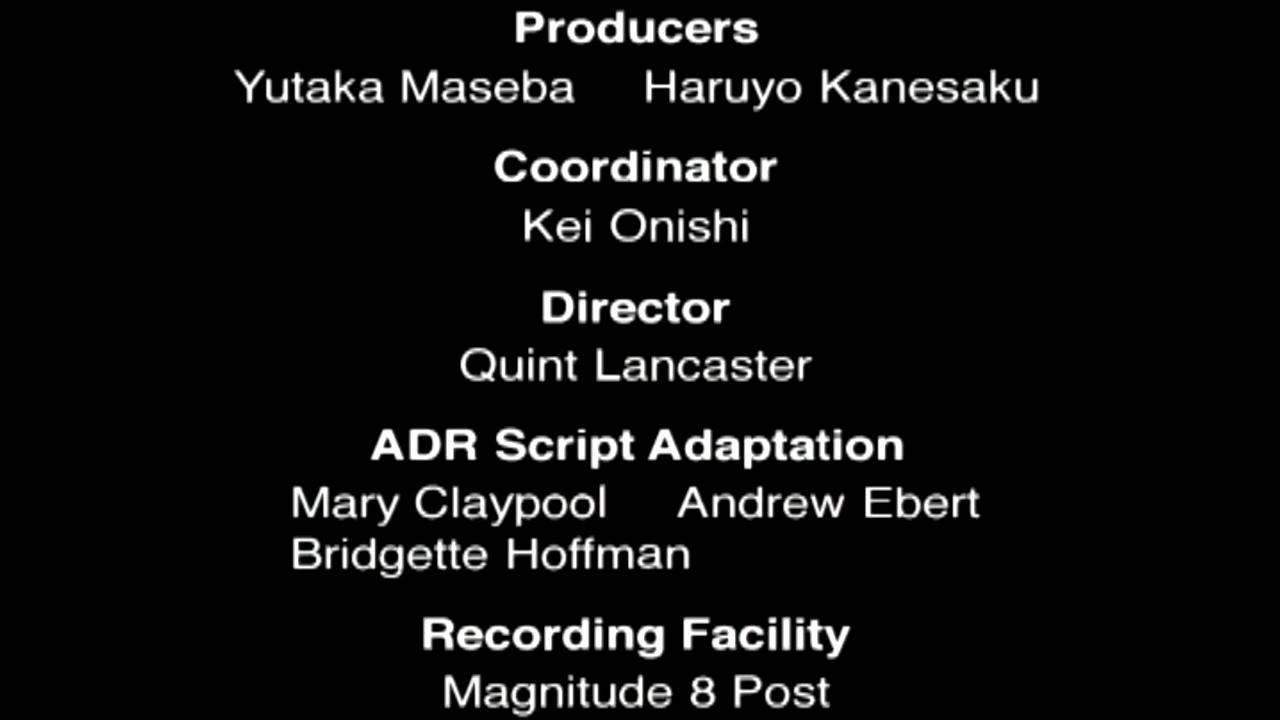 Producers
Yutaka Maseba Haruyo Kanesaku
Coordinator
Kei Onishi
Director
Quint Lancaster
ADR Script Adaptation
Mary Claypool Andrew Ebert
Bridgette Hoffman
Recording Facility
Magnitude 8 Post